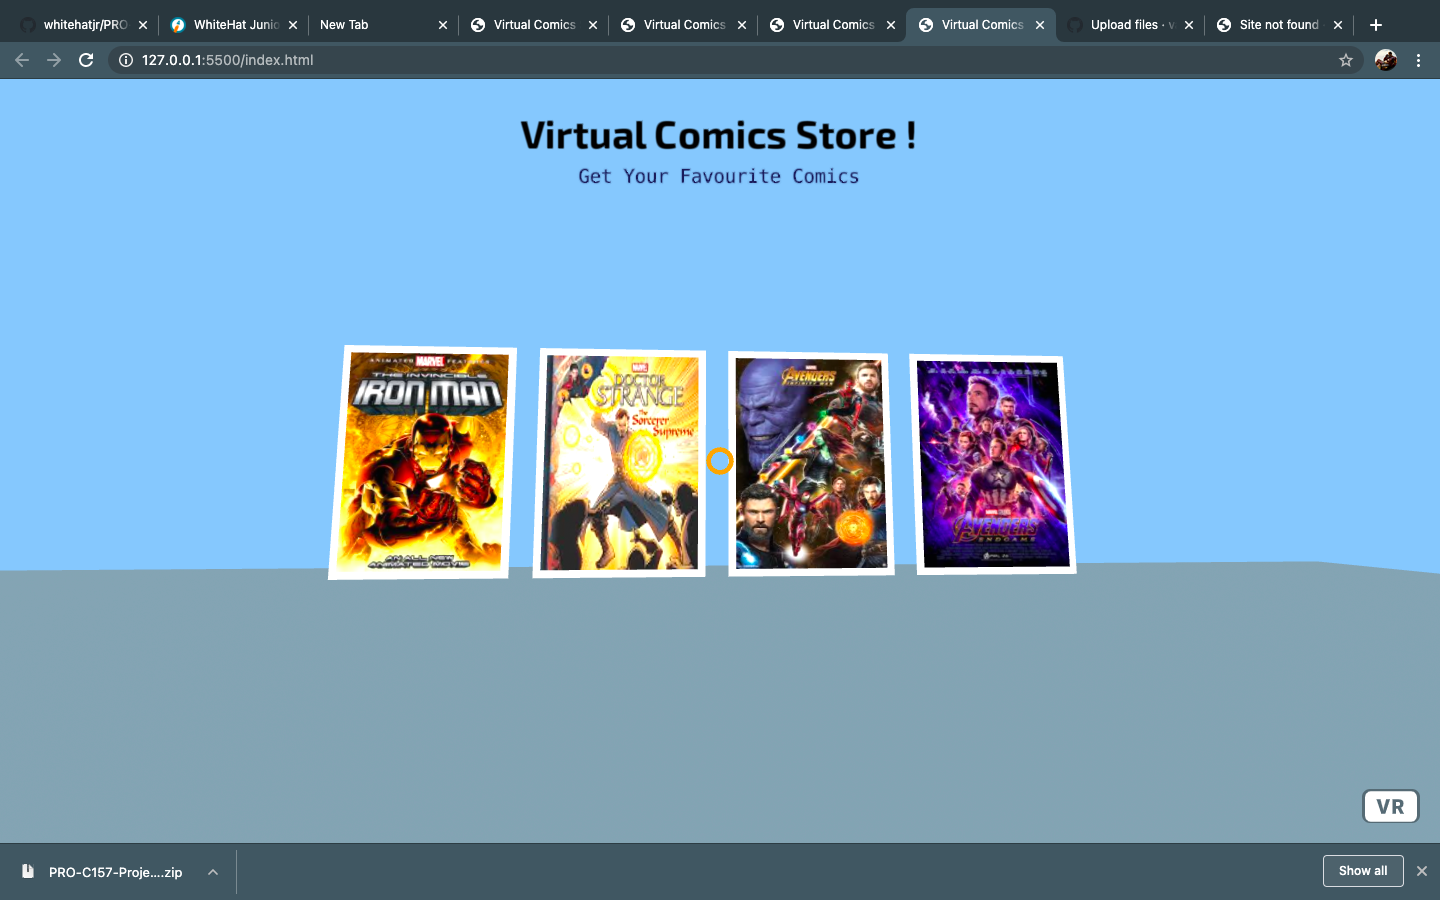 whitehatjr/PRO
WhiteHat Junio
New Tab
Virtual Comics
Virtual Comics
Virtual Comics
Virtual Comics
Upload files · v
Site not found
127.0.0.1:5500/index.html
Virtual Comics Store !
Get Your Favourite Comics
ANIMATED MARVEL FEATURES
THE INVINCIBLE
IRON MAN
AN ALL NEW
ANIMATED MOVIE
MARVEL
DOCTOR
STRANGE
The
Sorcerer
Supreme
AVENGERS
INFINITY WAR
AVENGERS
ENDGAME
VR
PRO-C157-Proje....zip
Show all